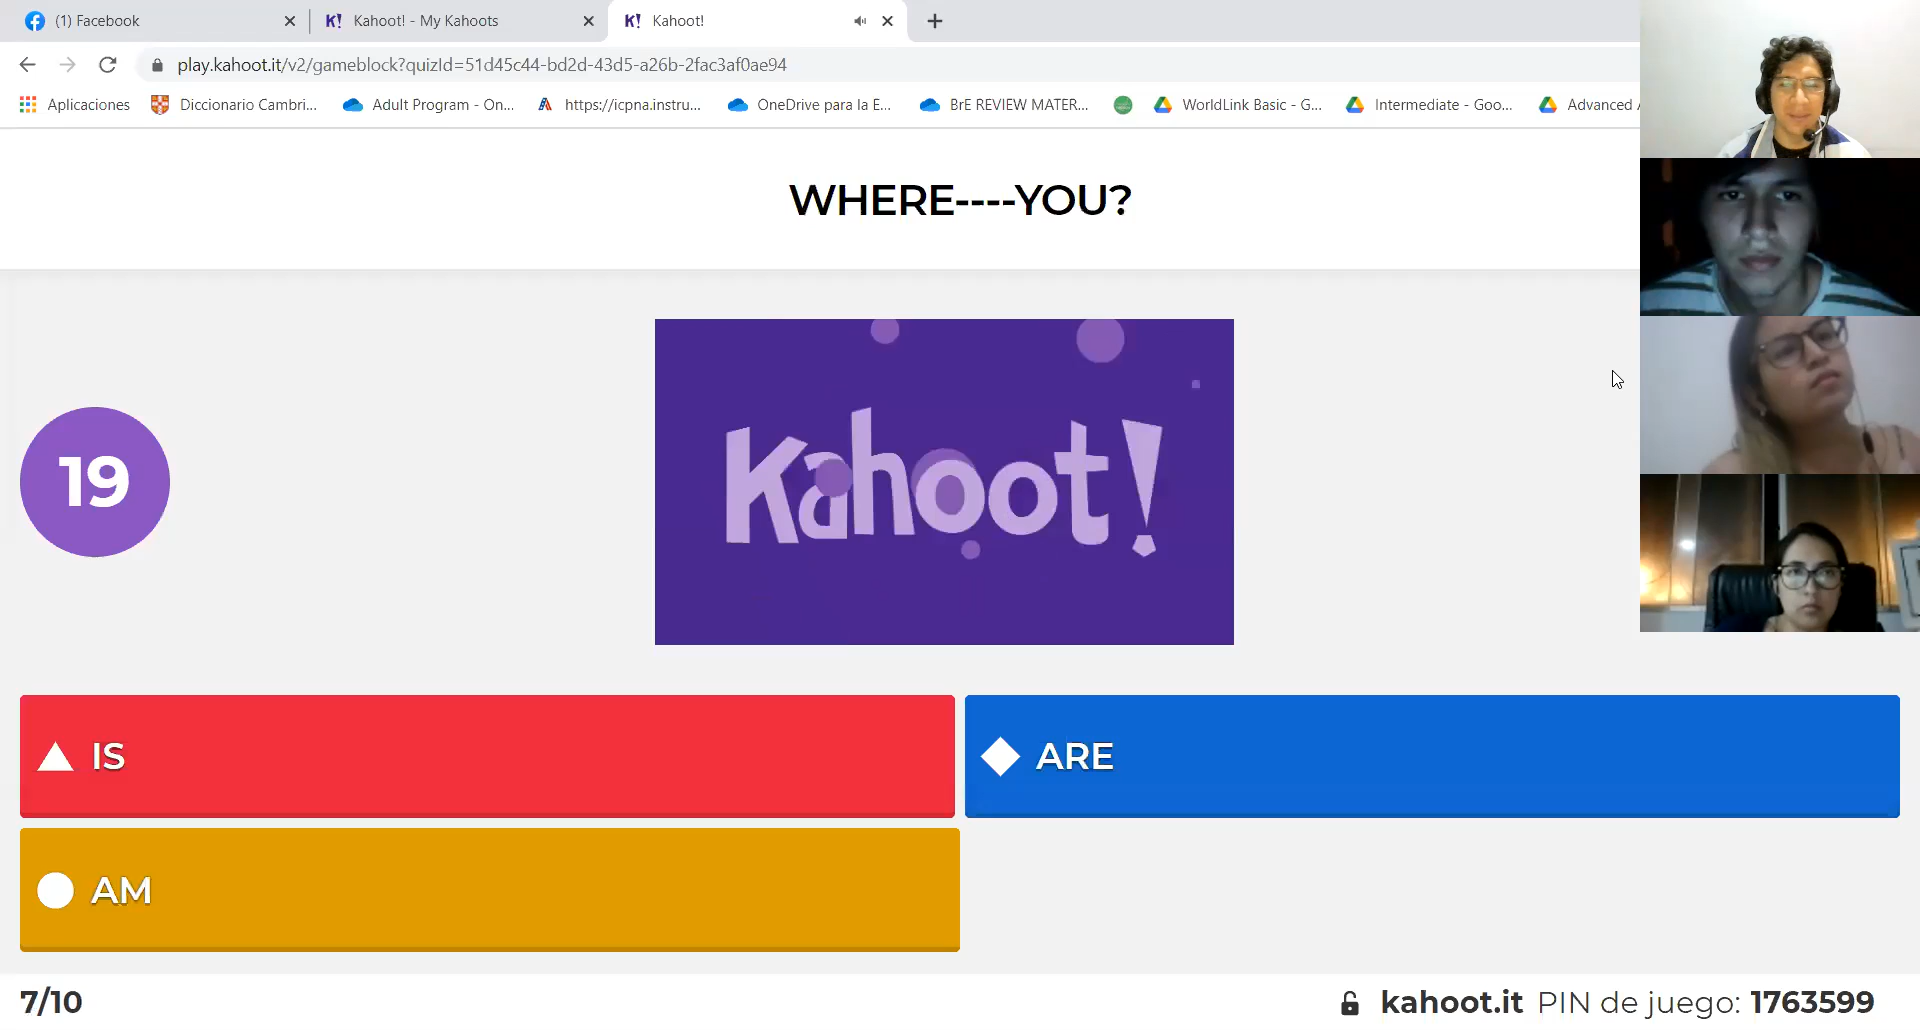 (1) Facebook
Kahoot! - My Kahoots
Kahoot!
play.kahoot.it/v2/gameblock?quizId=51d45c44-bd2d-43d5-a26b-2fac3af0ae94
Aplicaciones
Diccionario Cambri...
Adult Program - On...
https://icpna.instru...
OneDrive para la E...
BrE REVIEW MATER...
WorldLink Basic - G...
Intermediate - Goo...
Advanced
WHERE----YOU?
19
Kahoot!
IS
ARE
AM
7/10
kahoot.it PIN de juego: 1763599